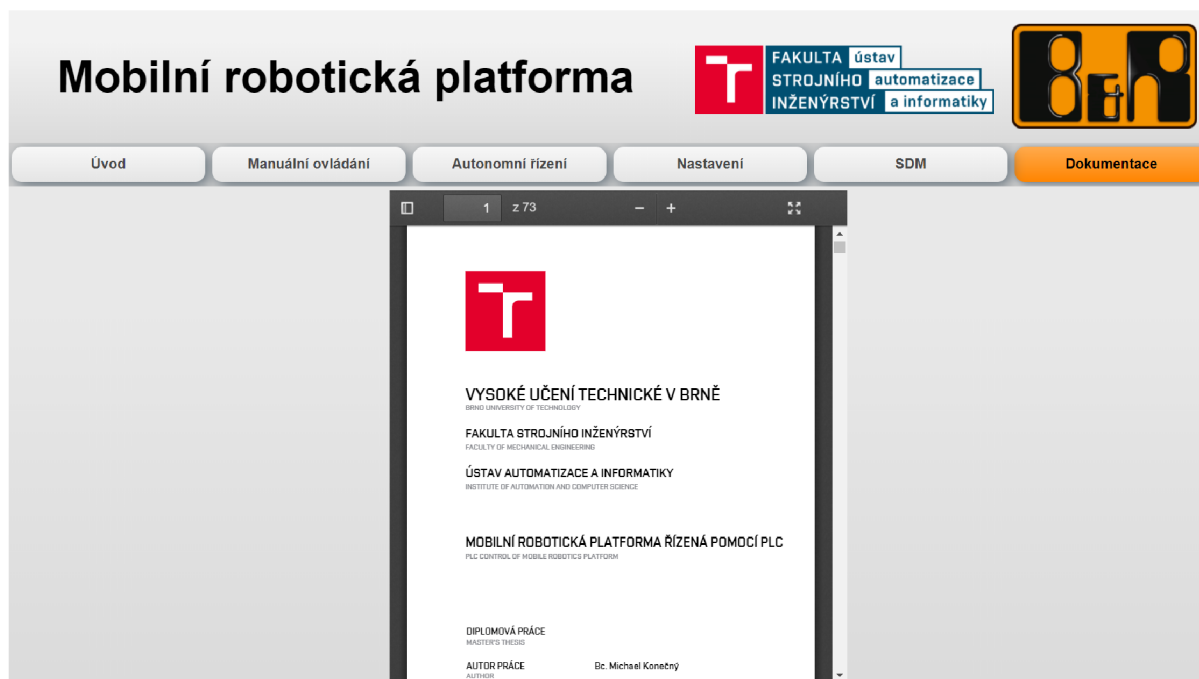 Mobilní robotická platforma
FAKULTA ústav
STROJNÍHO automatizace
INŽENÝRSTVÍ a informatiky
B&R
Úvod
Manuální ovládání
Autonomní řízení
Nastavení
SDM
Dokumentace
1 z 73
VYSOKÉ UČENÍ TECHNICKÉ V BRNĚ
BRNO UNIVERSITY OF TECHNOLOGY
FAKULTA STROJNÍHO INŽENÝRSTVÍ
FACULTY OF MECHANICAL ENGINEERING
ÚSTAV AUTOMATIZACE A INFORMATIKY
INSTITUTE OF AUTOMATION AND COMPUTER SCIENCE
MOBILNÍ ROBOTICKÁ PLATFORMA ŘÍZENÁ POMOCÍ PLC
PLC CONTROL OF MOBILE ROBOTICS PLATFORM
DIPLOMOVÁ PRÁCE
MASTER'S THESIS
AUTOR PRÁCE Bc. Michael Konečný
AUTHOR